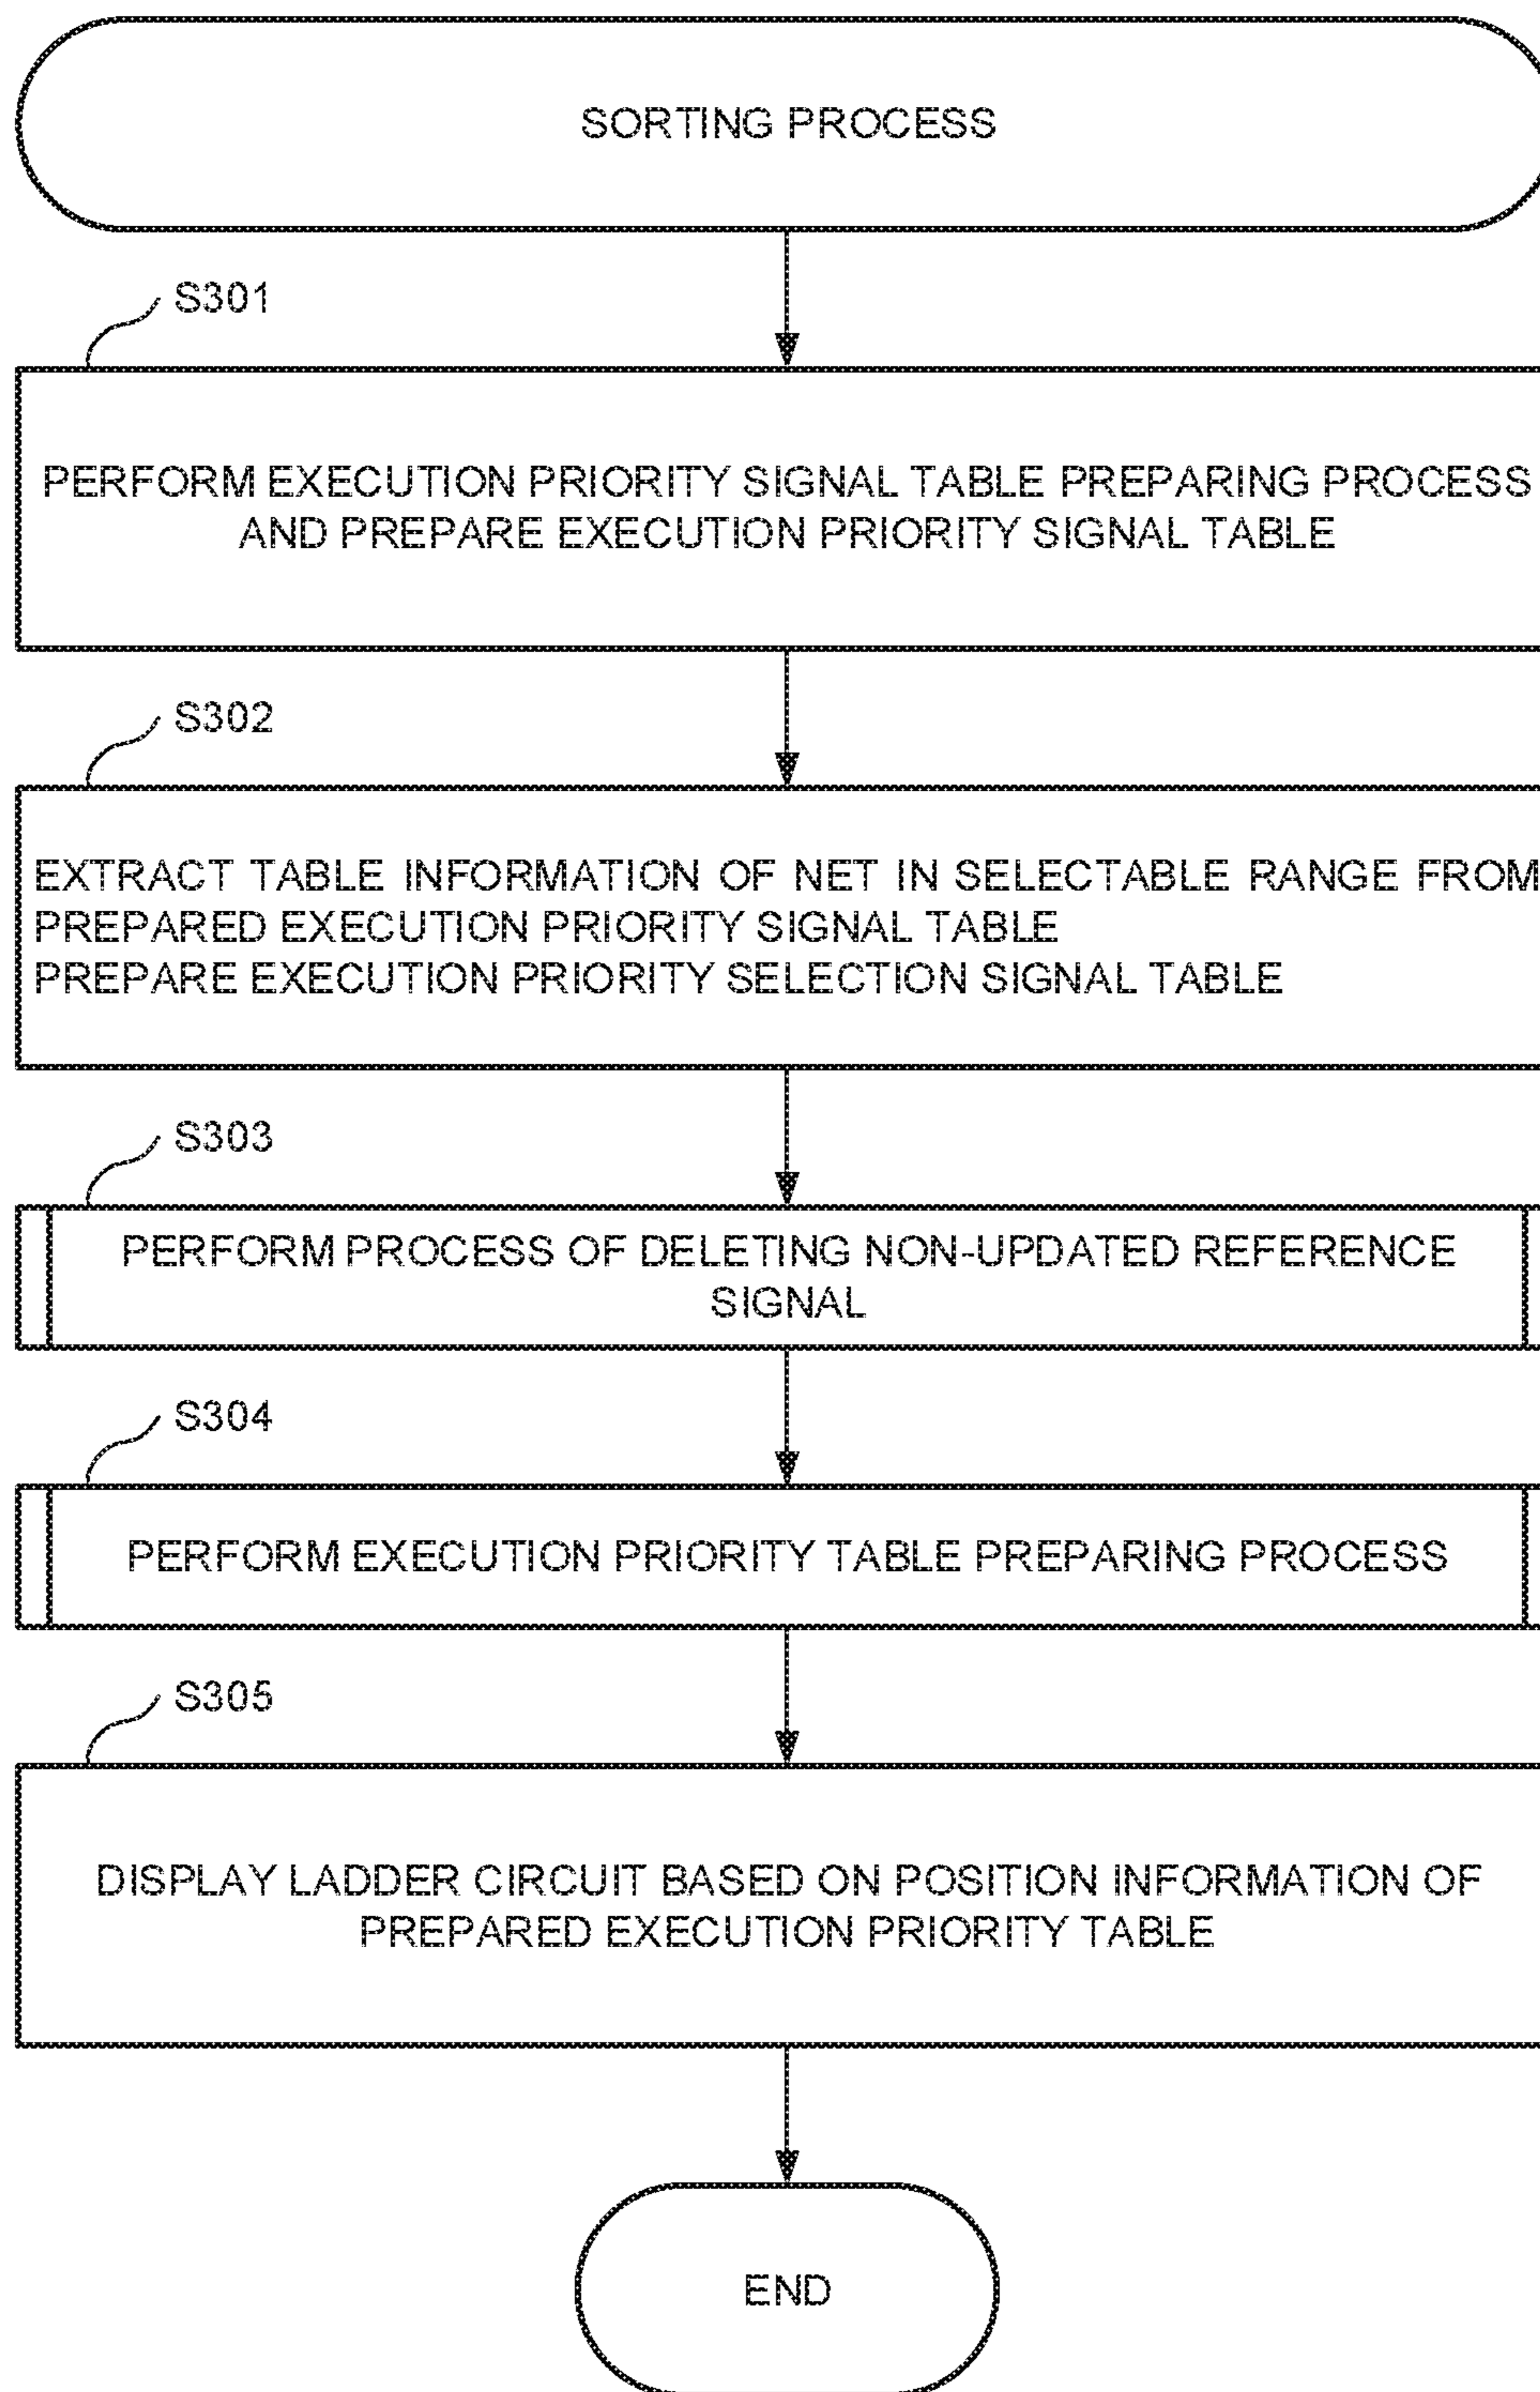 SORTING PROCESS
S301
PERFORM EXECUTION PRIORITY SIGNAL TABLE PREPARING PROCESS
AND PREPARE EXECUTION PRIORITY SIGNAL TABLE
S302
EXTRACT TABLE INFORMATION OF NET IN SELECTABLE RANGE FROM
PREPARED EXECUTION PRIORITY SIGNAL TABLE
PREPARE EXECUTION PRIORITY SELECTION SIGNAL TABLE
S303
PERFORM PROCESS OF DELETING NON-UPDATED REFERENCE
SIGNAL
S304
PERFORM EXECUTION PRIORITY TABLE PREPARING PROCESS
S305
DISPLAY LADDER CIRCUIT BASED ON POSITION INFORMATION OF
PREPARED EXECUTION PRIORITY TABLE
END